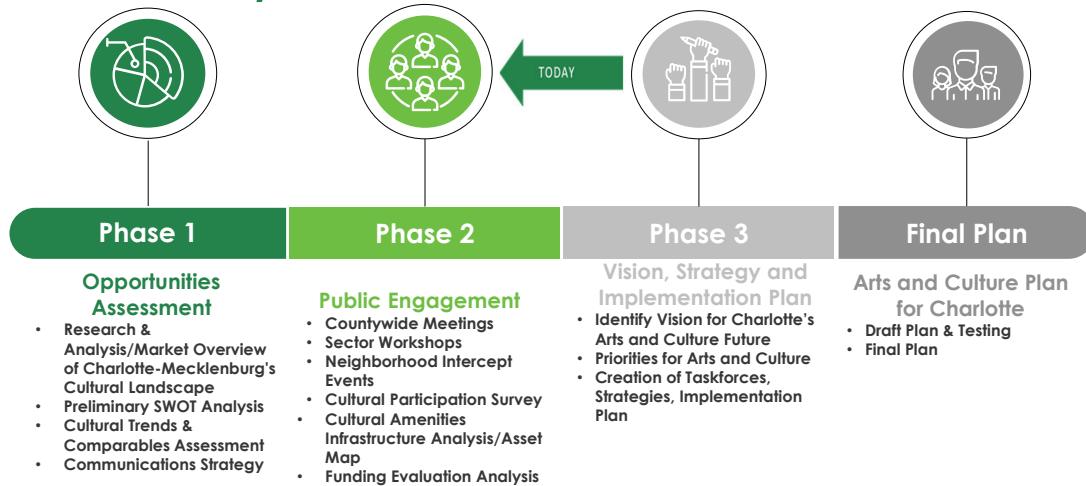 TODAY
Phase 1
Phase 2
Phase 3
Final Plan
Opportunities
Assessment
• Research &
Analysis/Market Overview
of Charlotte-Mecklenburg's
Cultural Landscape
• Preliminary SWOT Analysis
• Cultural Trends &
Comparables Assessment
• Communications Strategy
Public Engagement
• Countywide Meetings
• Sector Workshops
• Neighborhood Intercept
Events
• Cultural Participation Survey
• Cultural Amenities
Infrastructure Analysis/Asset
Map
• Funding Evaluation Analysis
Vision, Strategy and
Implementation Plan
• Identify Vision for Charlotte's
Arts and Culture Future
• Priorities for Arts and Culture
• Creation of Taskforces,
Strategies, Implementation
Plan
Arts and Culture Plan
for Charlotte
• Draft Plan & Testing
• Final Plan